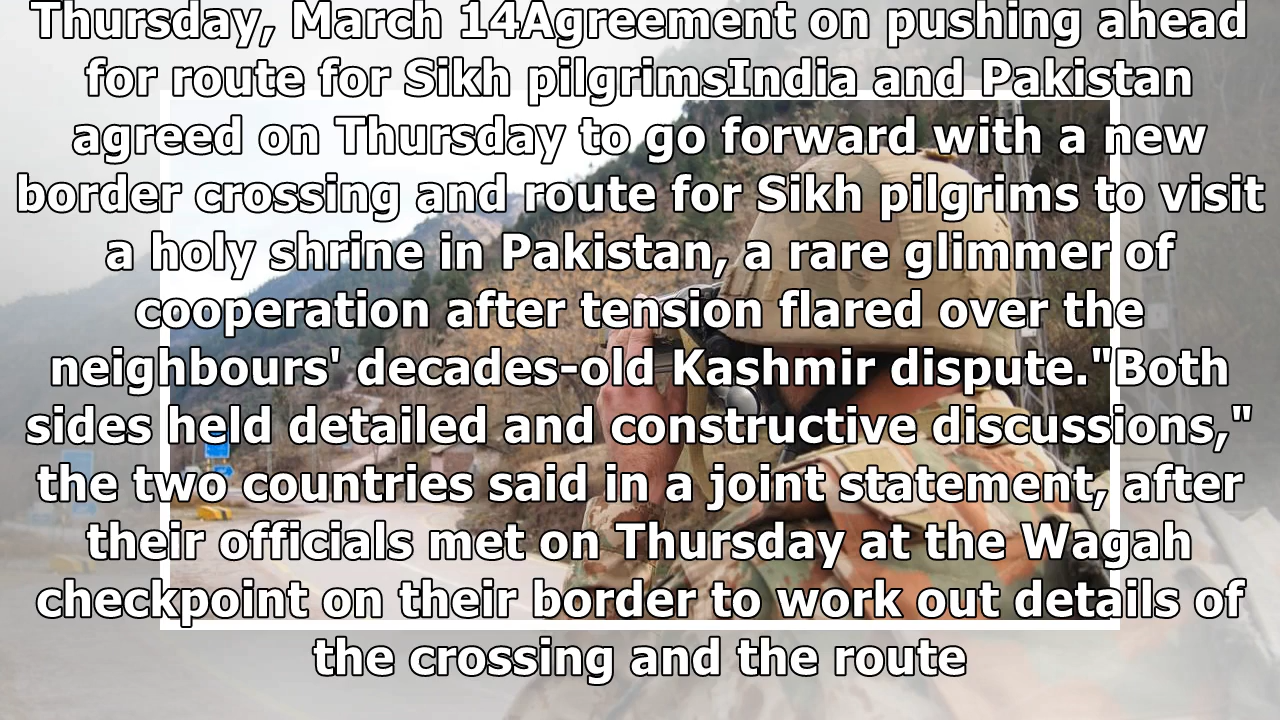 Thursday, March 14Agreement on pushing ahead
for route for Sikh pilgrimsIndia and Pakistan
agreed on Thursday to go forward with a new
border crossing and route for Sikh pilgrims to visit
a holy shrine in Pakistan, a rare glimmer of
cooperation after tension flared over the
neighbours' decades-old Kashmir dispute."Both
sides held detailed and constructive discussions,"
the two countries said in a joint statement, after
their officials met on Thursday at the Wagah
checkpoint on their border to work out details of
the crossing and the route